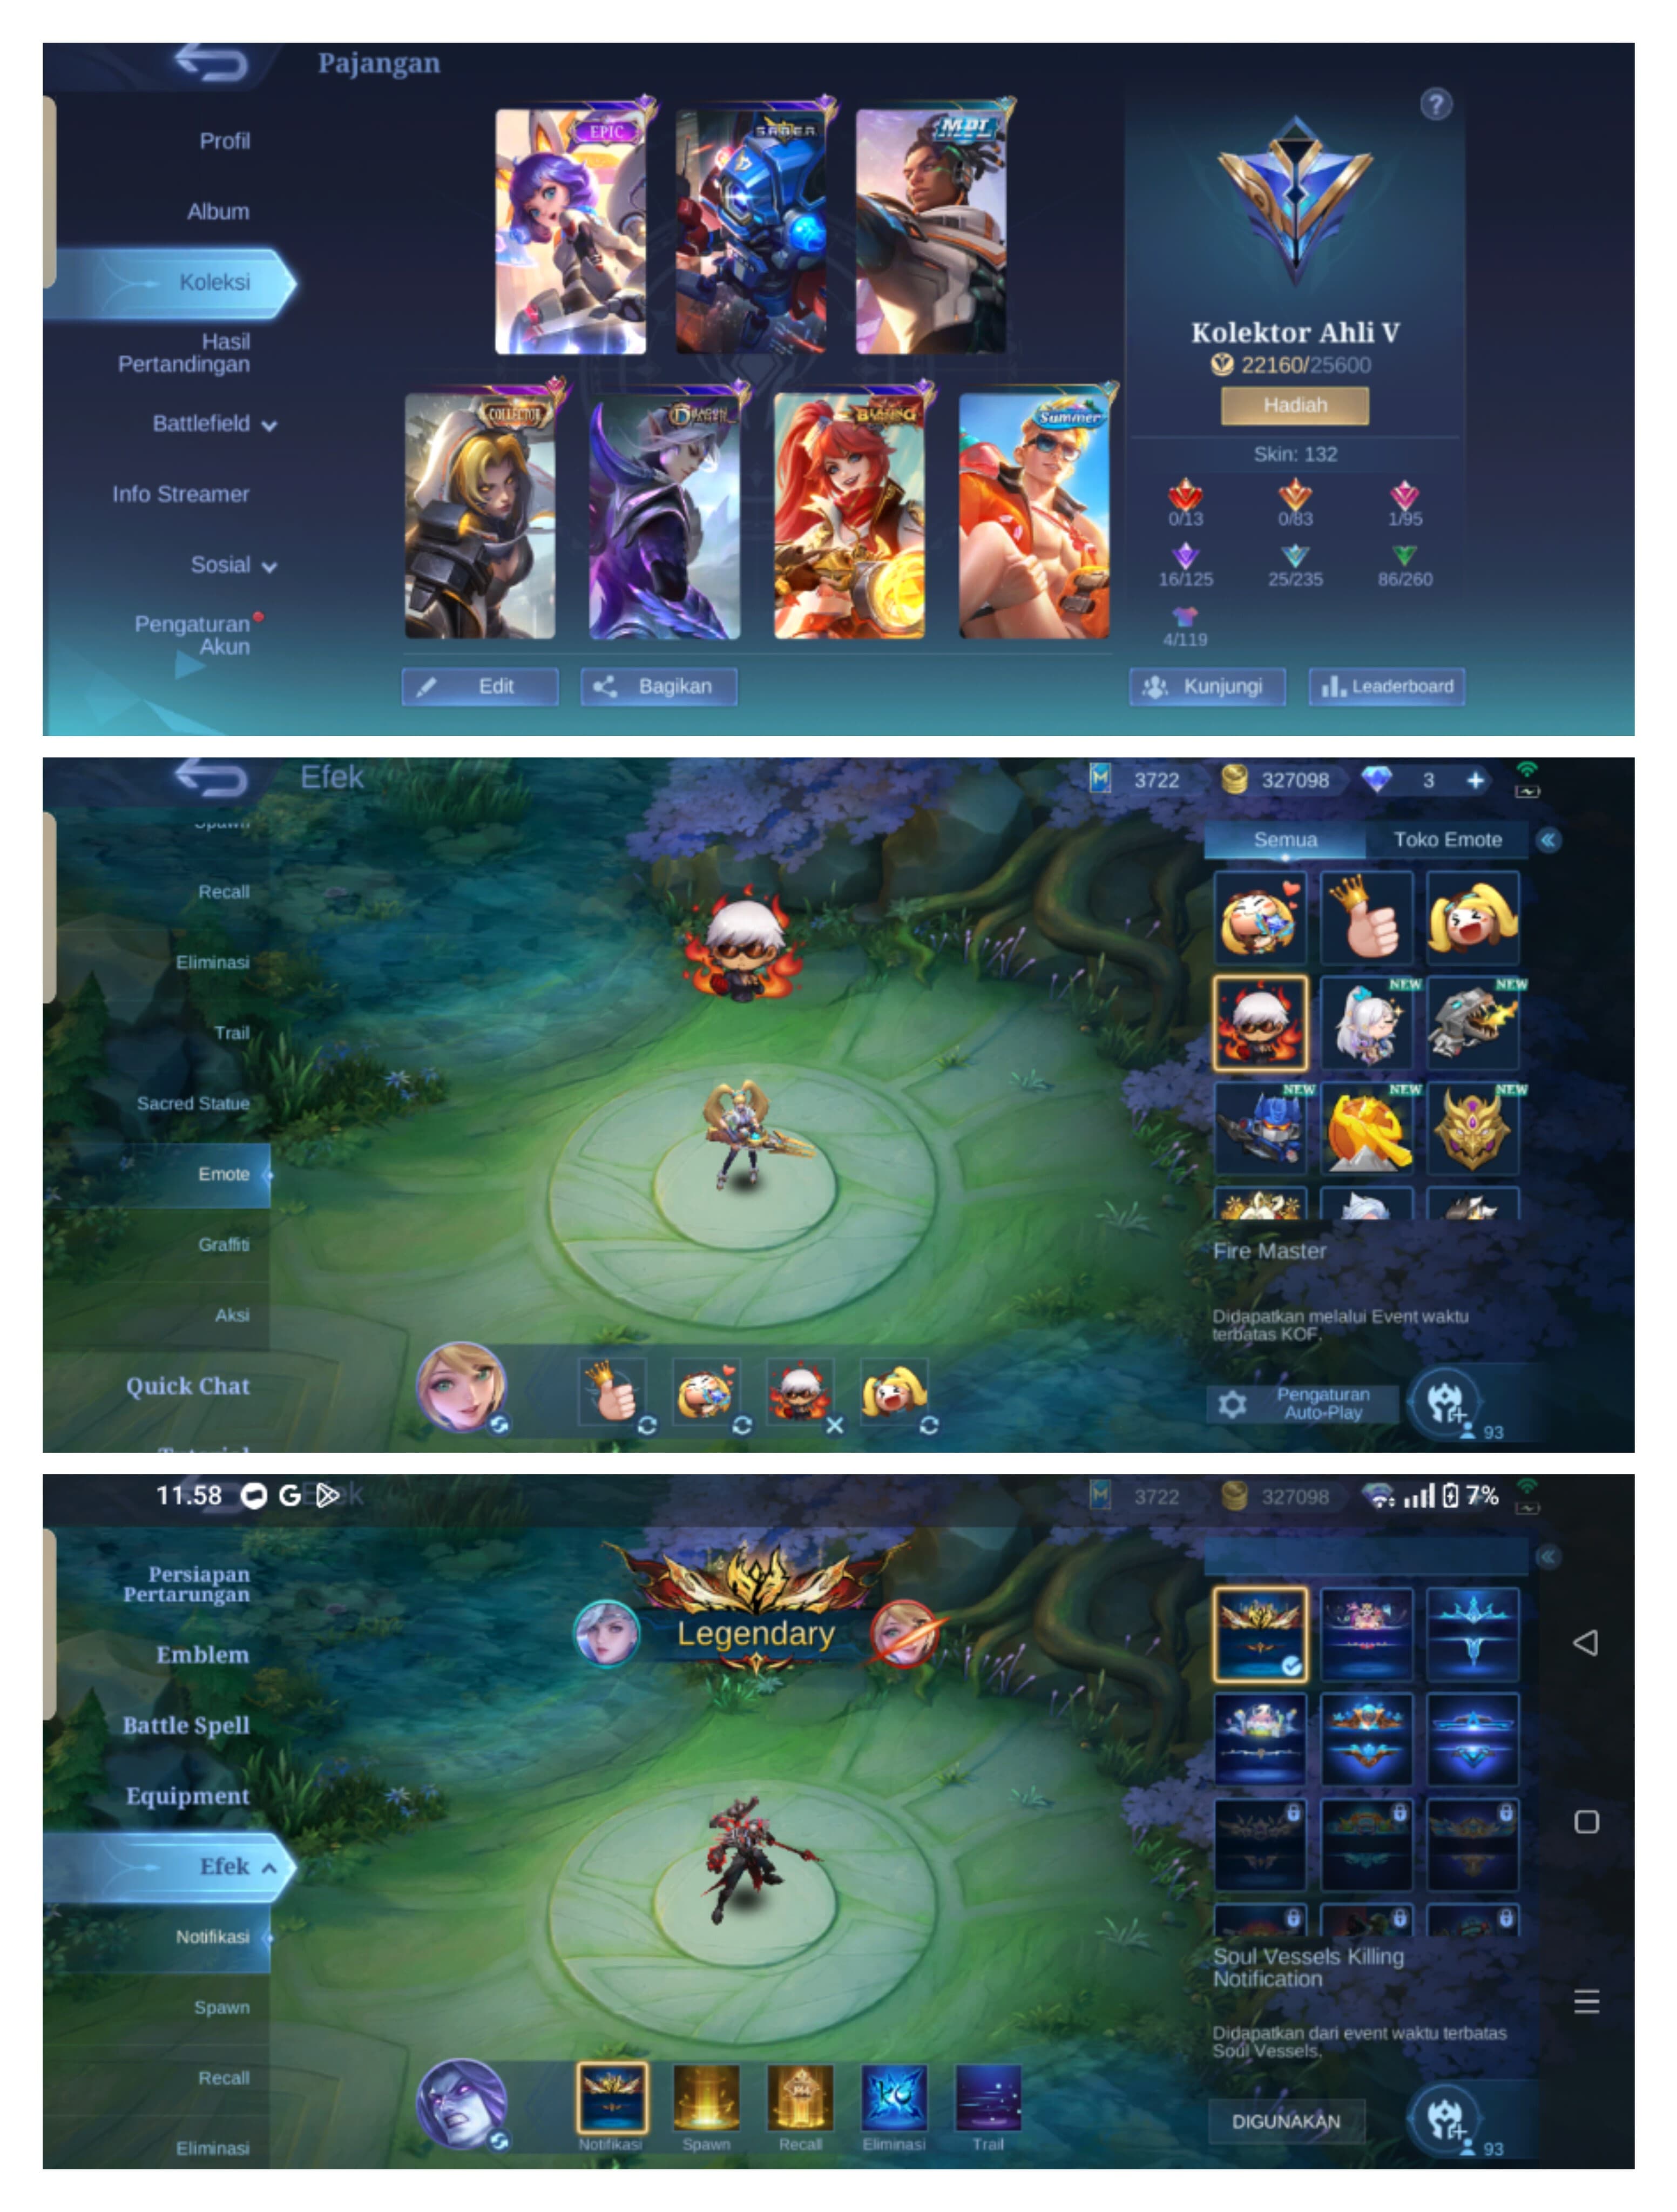 Pajangan
Profil
Album
Koleksi
Hasil
Pertandingan
Battlefield
Info Streamer
Sosial
Pengaturan
Akun
EPIC
S.A.B.E.R.
COLLECTOR
Summer
Edit
Bagikan
?
Kolektor Ahli V
22160/25600
Hadiah
Skin: 132
0/13
0/83
1/95
16/125
25/235
86/260
4/119
Kunjungi
Leaderboard
Efek
3722
327098
3
Spawn
Recall
Eliminasi
Trail
Sacred Statue
Emote
Graffiti
Aksi
Quick Chat
Tutorial
Semua
Toko Emote
NEW
NEW
NEW
NEW
NEW
Fire Master
Didapatkan melalui Event waktu
terbatas KOF.
Pengaturan
Auto-Play
93
11.58
3722
327098
7%
Persiapan
Pertarungan
Emblem
Battle Spell
Equipment
Efek
Notifikasi
Spawn
Recall
Eliminasi
Legendary
Notifikasi
Spawn
Recall
Eliminasi
Trail
Soul Vessels Killing
Notification
Didapatkan dari event waktu terbatas
Soul Vessels.
DIGUNAKAN
93